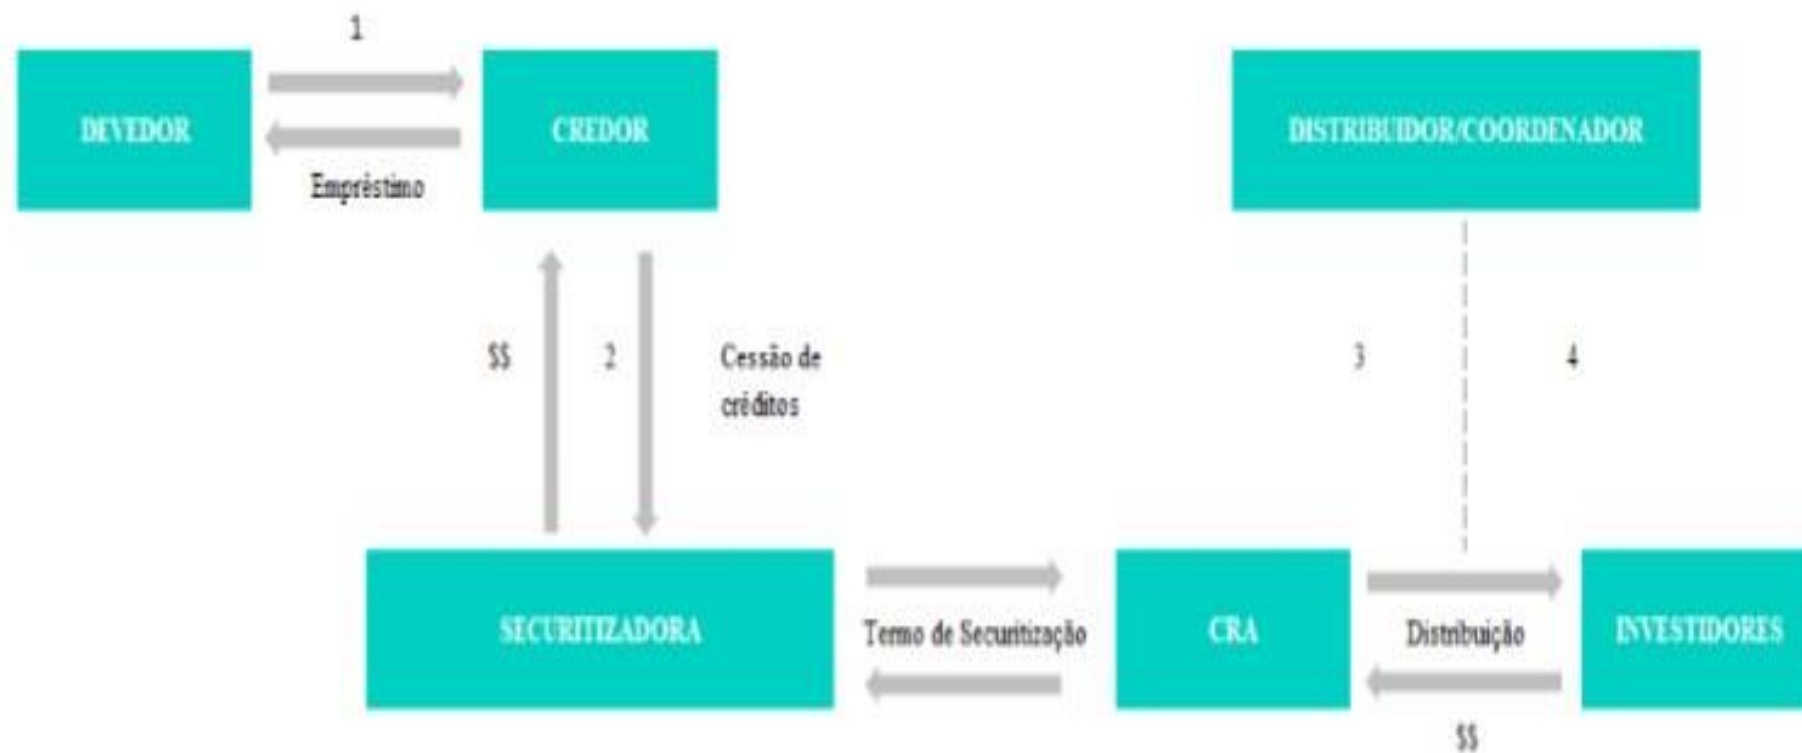 1
DEVEDOR
CREDOR
DISTRIBUIDOR/COORDENADOR
Empréstimo
$$
2
Cessão de
créditos
3
4
SECURITIZADORA
Termo de Securitização
CRA
Distribuição
INVESTIDORES
$$